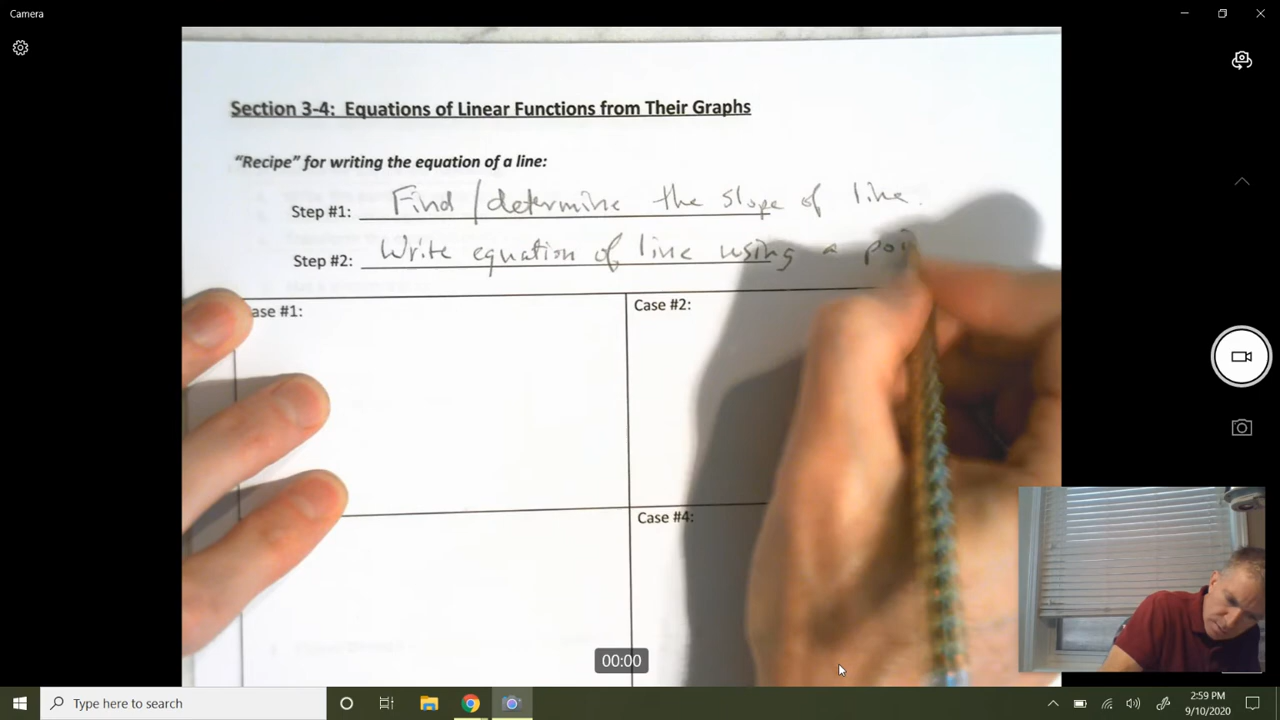 Camera
Section 3-4: Equations of Linear Functions from Their Graphs
"Recipe" for writing the equation of a line:
Step #1: Find/determine the slope of line.
Step #2: Write equation of line using a poi
ase #1:
Case #2:
Case #4:
00:00
Type here to search
2:59 PM
9/10/2020